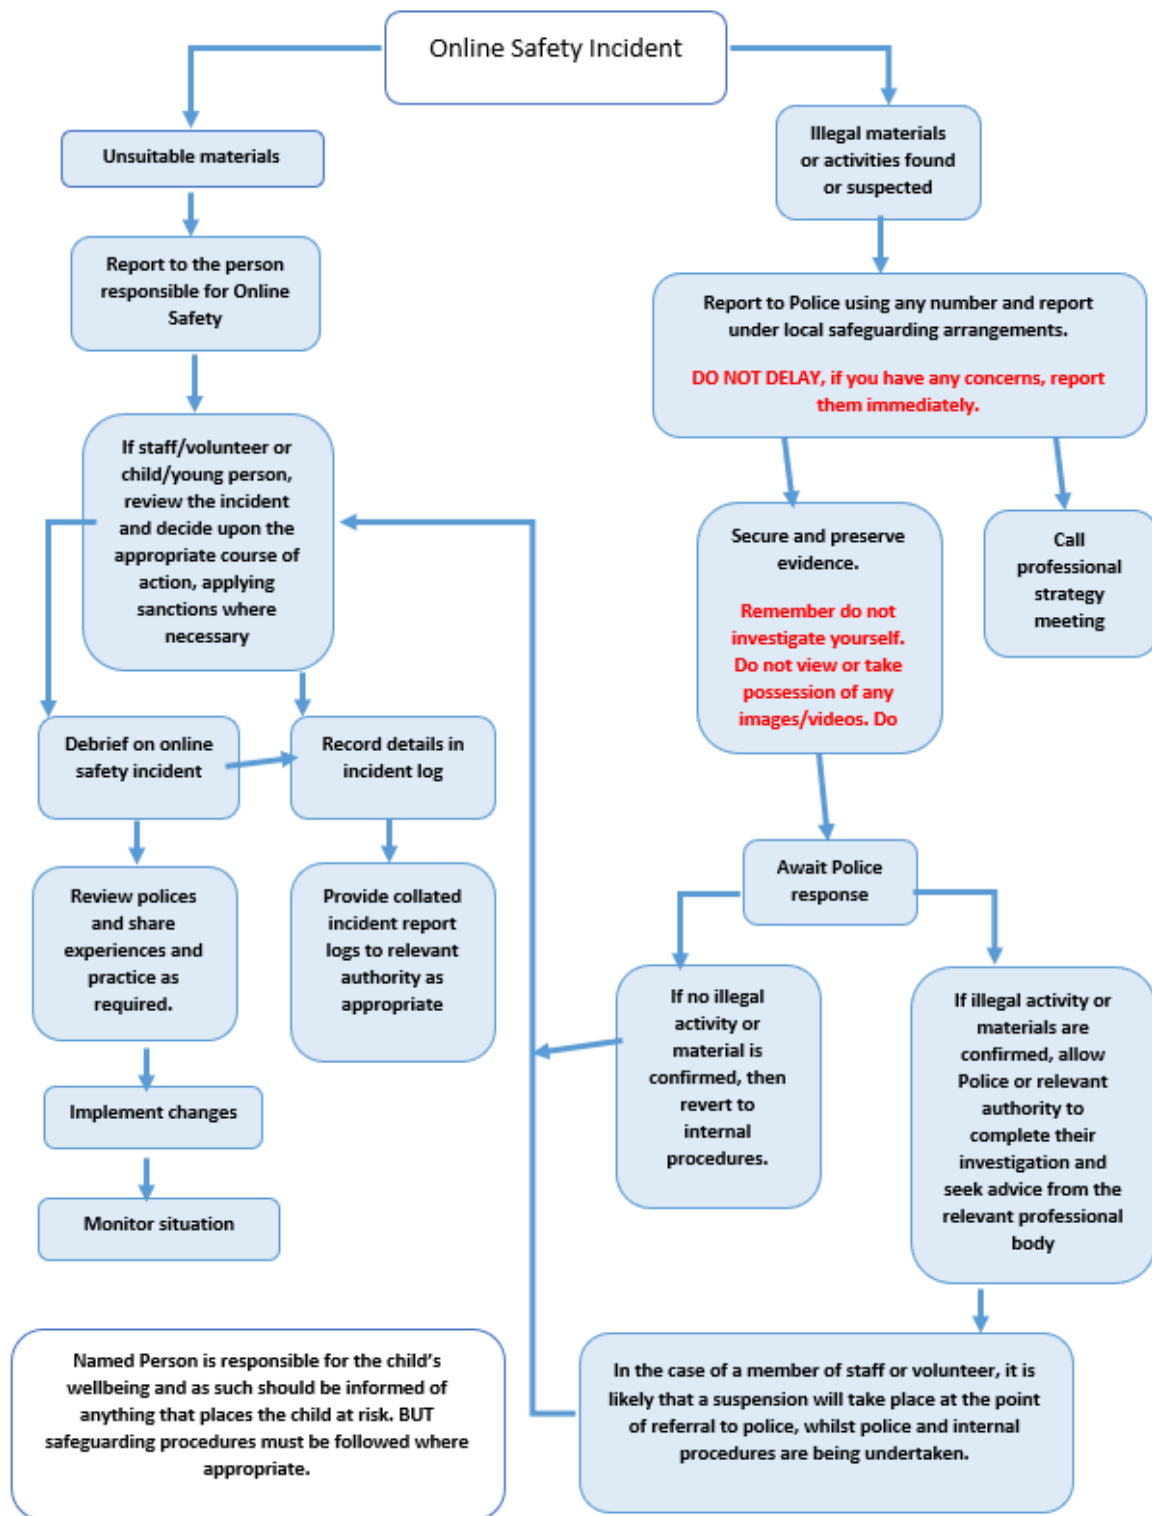 Online Safety Incident
Unsuitable materials
Illegal materials
or activities found
or suspected
Report to the person
responsible for Online
Safety
Report to Police using any number and report
under local safeguarding arrangements.
DO NOT DELAY, if you have any concerns, report
them immediately.
If staff/volunteer or
child/young person,
review the incident
and decide upon the
appropriate course of
action, applying
sanctions where
necessary
Secure and preserve
evidence.
Remember do not
investigate yourself.
Do not view or take
possession of any
images/videos. Do
Call
professional
strategy
meeting
Debrief on online
safety incident
Record details in
incident log
Review polices
and share
experiences and
practice as
required.
Provide collated
incident report
logs to relevant
authority as
appropriate
Await Police
response
If no illegal
activity or
material is
confirmed, then
revert to
internal
procedures.
If illegal activity or
materials are
confirmed, allow
Police or relevant
authority to
complete their
investigation and
seek advice from the
relevant professional
body
Implement changes
Monitor situation
Named Person is responsible for the child's
wellbeing and as such should be informed of
anything that places the child at risk. BUT
safeguarding procedures must be followed where
appropriate.
In the case of a member of staff or volunteer, it is
likely that a suspension will take place at the point
of referral to police, whilst police and internal
procedures are being undertaken.